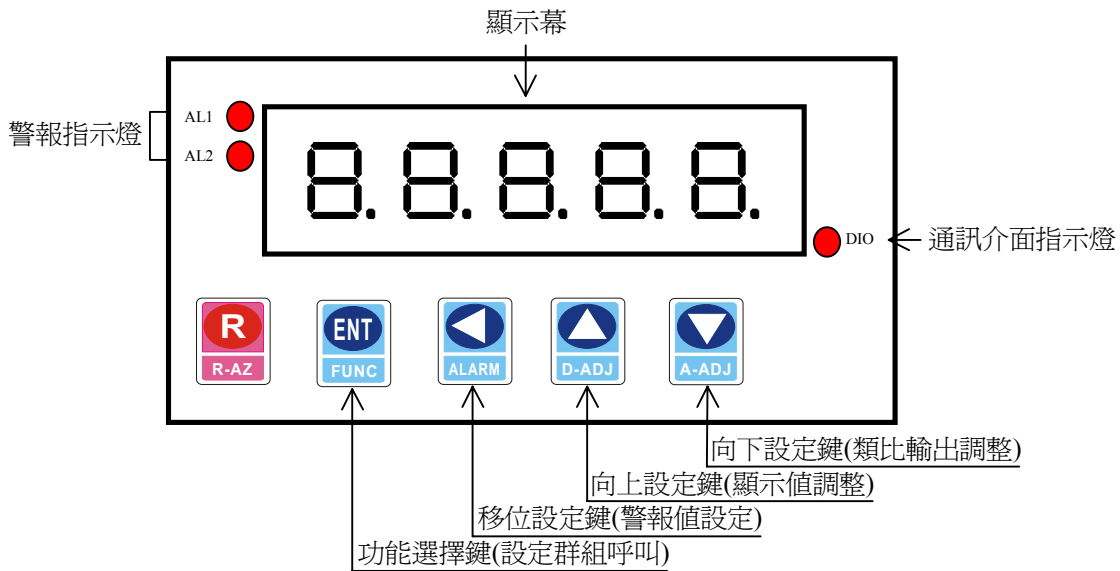 顯示幕
AL1
警報指示燈
AL2
8.8.8.8.8.
DIO
通訊介面指示燈
R
ENT
R-AZ
FUNC
ALARM
D-ADJ
A-ADJ
向下設定鍵(類比輸出調整)
向上設定鍵(顯示值調整)
移位設定鍵(警報值設定)
功能選擇鍵(設定群組呼叫)